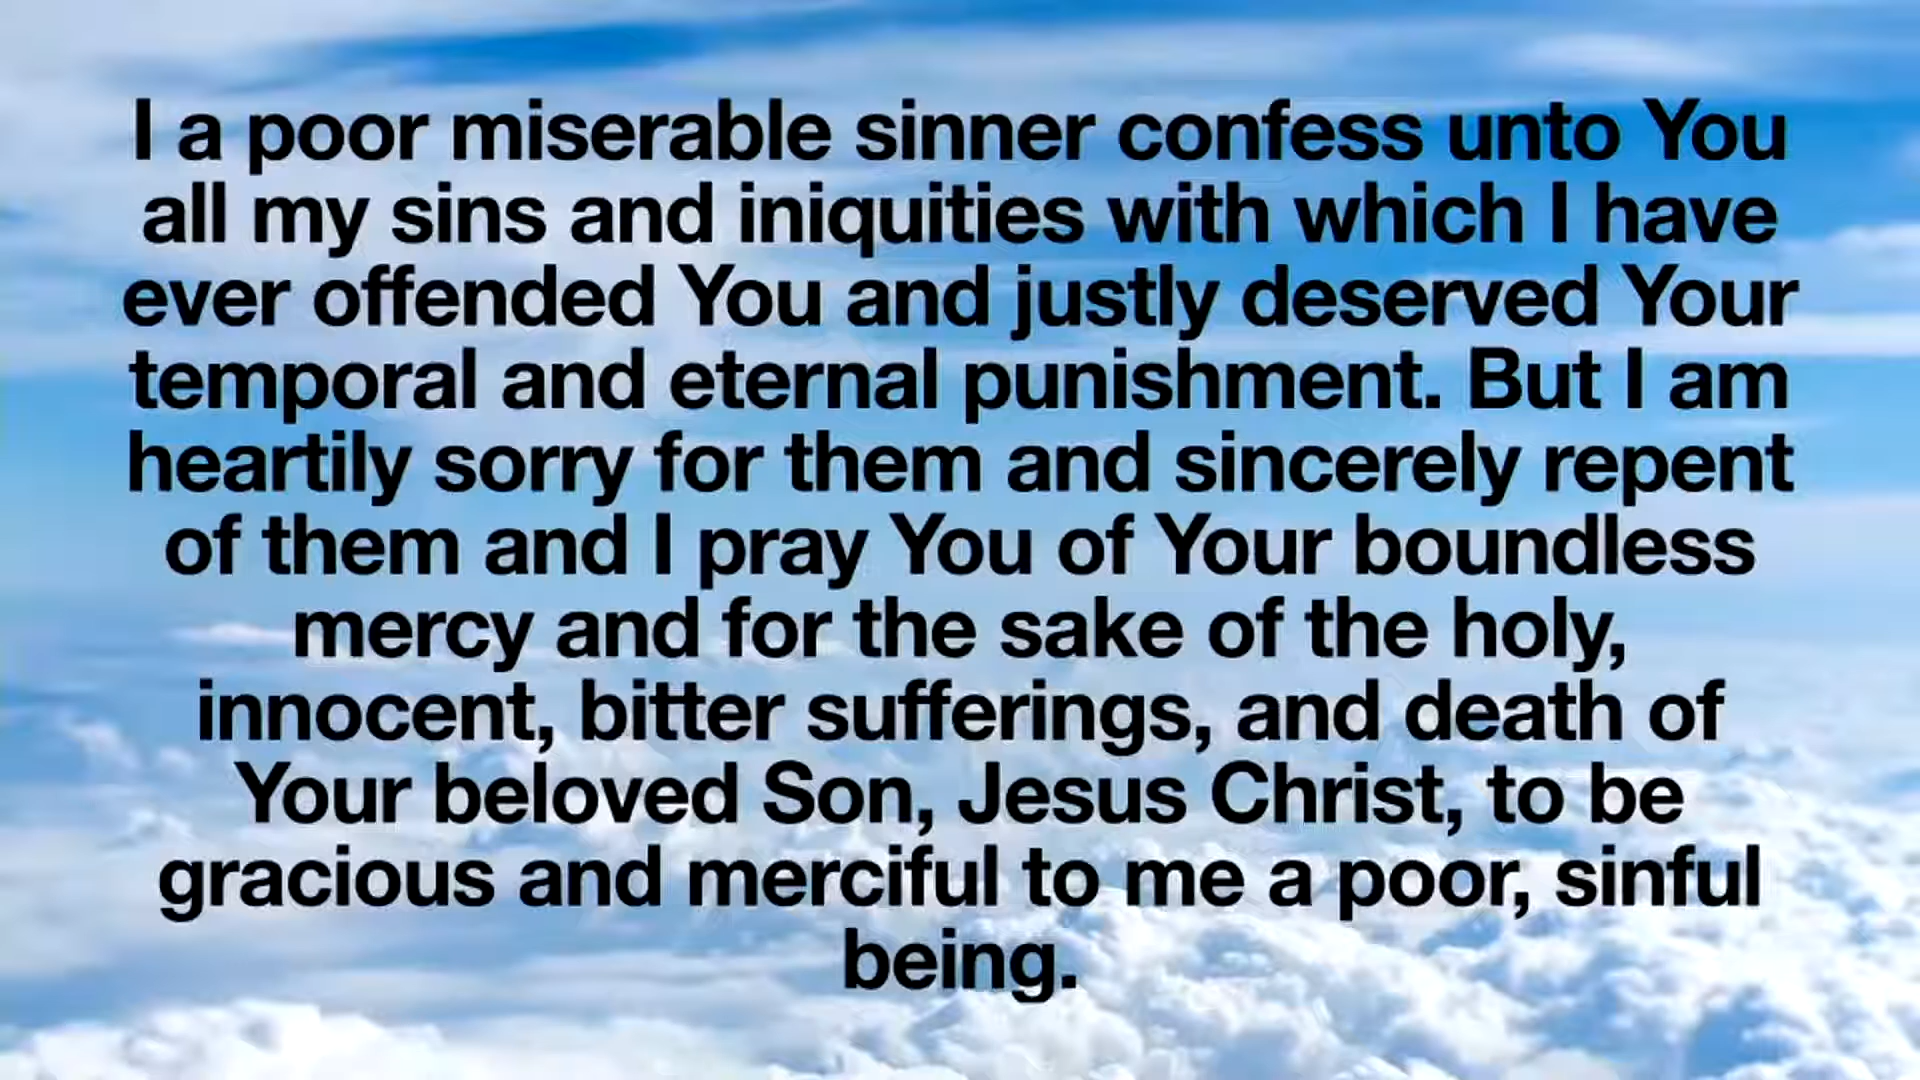 I a poor miserable sinner confess unto You
all my sins and iniquities with which I have
ever offended You and justly deserved Your
temporal and eternal punishment. But I am
heartily sorry for them and sincerely repent
of them and I pray You of Your boundless
mercy and for the sake of the holy,
innocent, bitter sufferings, and death of
Your beloved Son, Jesus Christ, to be
gracious and merciful to me a poor, sinful
being.